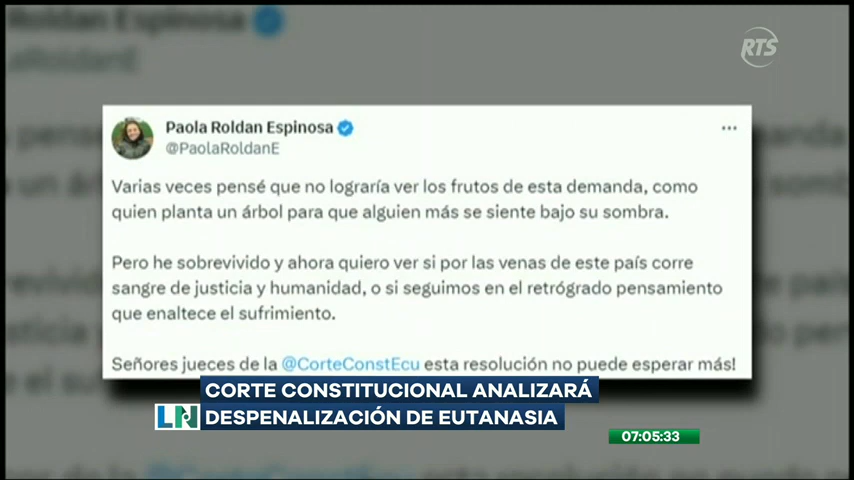 Roldan Espinosa
RTS
Paola Roldan Espinosa
@PaolaRoldanE
Varias veces pensé que no lograría ver los frutos de esta demanda, como
quien planta un árbol para que alguien más se siente bajo su sombra.
Pero he sobrevivido y ahora quiero ver si por las venas de este país corre
sangre de justicia y humanidad, o si seguimos en el retrógrado pensamiento
que enaltece el sufrimiento.
Señores jueces de la @CorteConstEcu esta resolución no puede esperar más!
CORTE CONSTITUCIONAL ANALIZARÁ
LN DESPENALIZACIÓN DE EUTANASIA
07:05:33